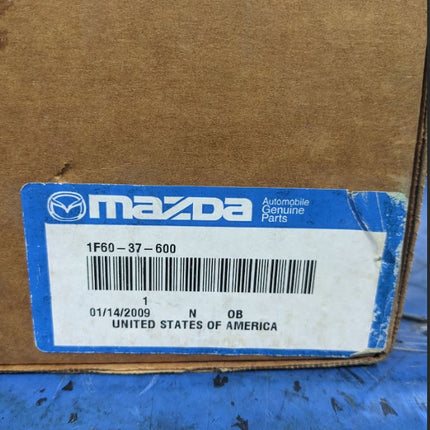 mazda
Automobile
Genuine
Parts
1F60-37-600
1
01/14/2009 N OB
UNITED STATES OF AMERICA